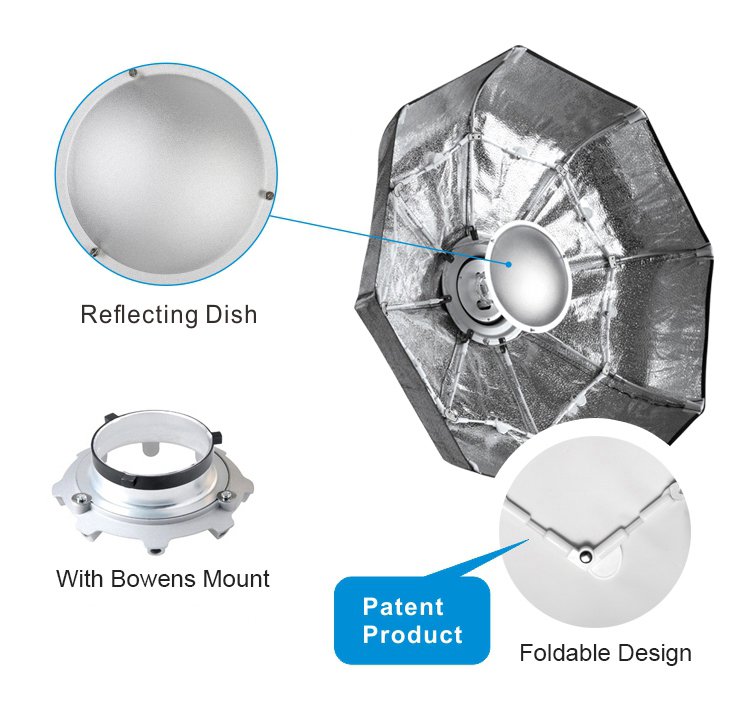 Reflecting Dish
With Bowens Mount
Patent
Product
Foldable Design